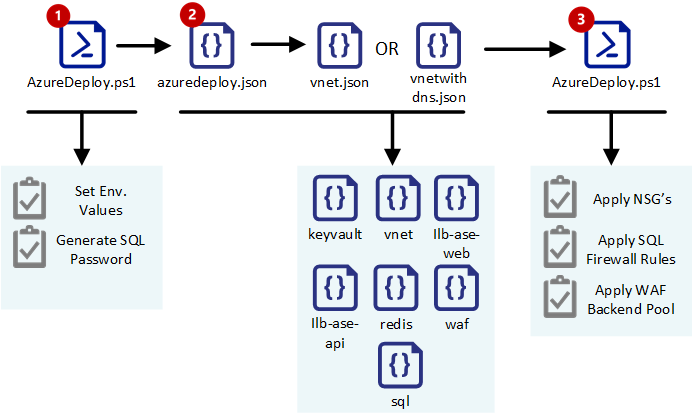 1
2
3
AzureDeploy.ps1
azuredeploy.json
vnet.json
OR
vnetwith
dns.json
AzureDeploy.ps1
Set Env.
Values
Generate SQL
Password
keyvault
vnet
Ilb-ase-
web
Ilb-ase-
api
redis
waf
sql
Apply NSG's
Apply SQL
Firewall Rules
Apply WAF
Backend Pool